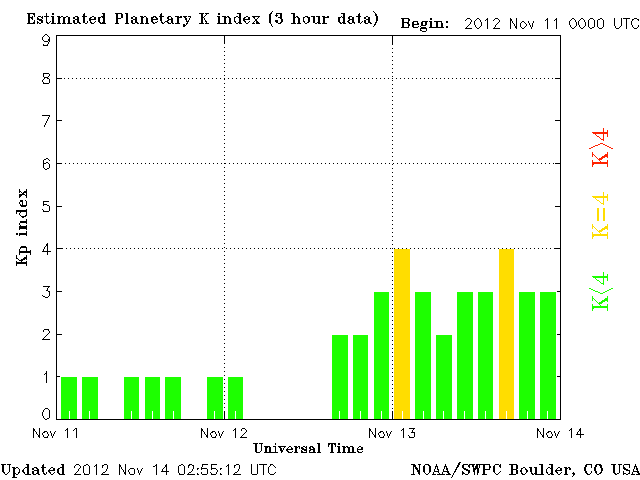 Estimated Planetary K index (3 hour data) Begin: 2012 Nov 11 0000 UTC
9
8
7
6
5
4
3
2
1
0
Kp index
Nov 11 Nov 12 Nov 13 Nov 14
Universal Time
K<4 K=4 K>4
Updated 2012 Nov 14 02:55:12 UTC NOAA/SWPC Boulder, CO USA